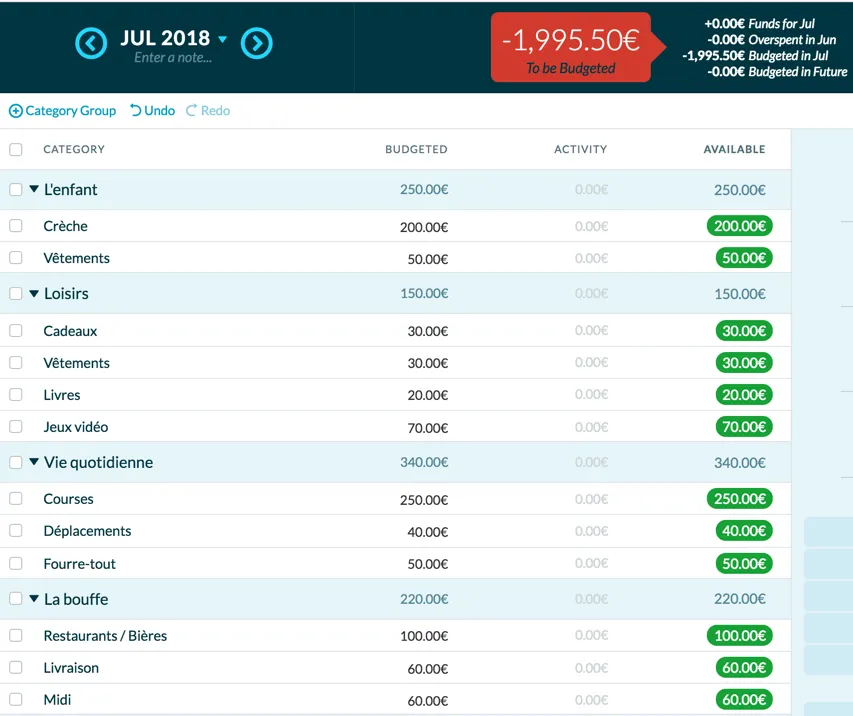 JUL 2018
Enter a note...
-1,995.50€
To be Budgeted
+0.00€ Funds for Jul
-0.00€ Overspent in Jun
-1,995.50€ Budgeted in Jul
-0.00€ Budgeted in Future
Category Group Undo Redo
CATEGORY BUDGETED ACTIVITY AVAILABLE
L'enfant 250.00€ 0.00€ 250.00€
Crèche 200.00€ 0.00€ 200.00€
Vêtements 50.00€ 0.00€ 50.00€
Loisirs 150.00€ 0.00€ 150.00€
Cadeaux 30.00€ 0.00€ 30.00€
Vêtements 30.00€ 0.00€ 30.00€
Livres 20.00€ 0.00€ 20.00€
Jeux vidéo 70.00€ 0.00€ 70.00€
Vie quotidienne 340.00€ 0.00€ 340.00€
Courses 250.00€ 0.00€ 250.00€
Déplacements 40.00€ 0.00€ 40.00€
Fourre-tout 50.00€ 0.00€ 50.00€
La bouffe 220.00€ 0.00€ 220.00€
Restaurants / Bières 100.00€ 0.00€ 100.00€
Livraison 60.00€ 0.00€ 60.00€
Midi 60.00€ 0.00€ 60.00€